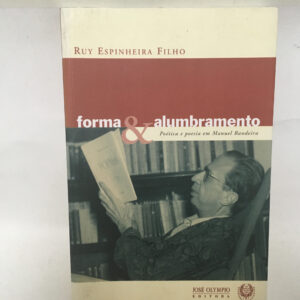 RUY ESPINHEIRA FILHO
forma & alumbramento
Poética e poesia em Manuel Bandeira
JOSÉ OLYMPIO
EDITORA